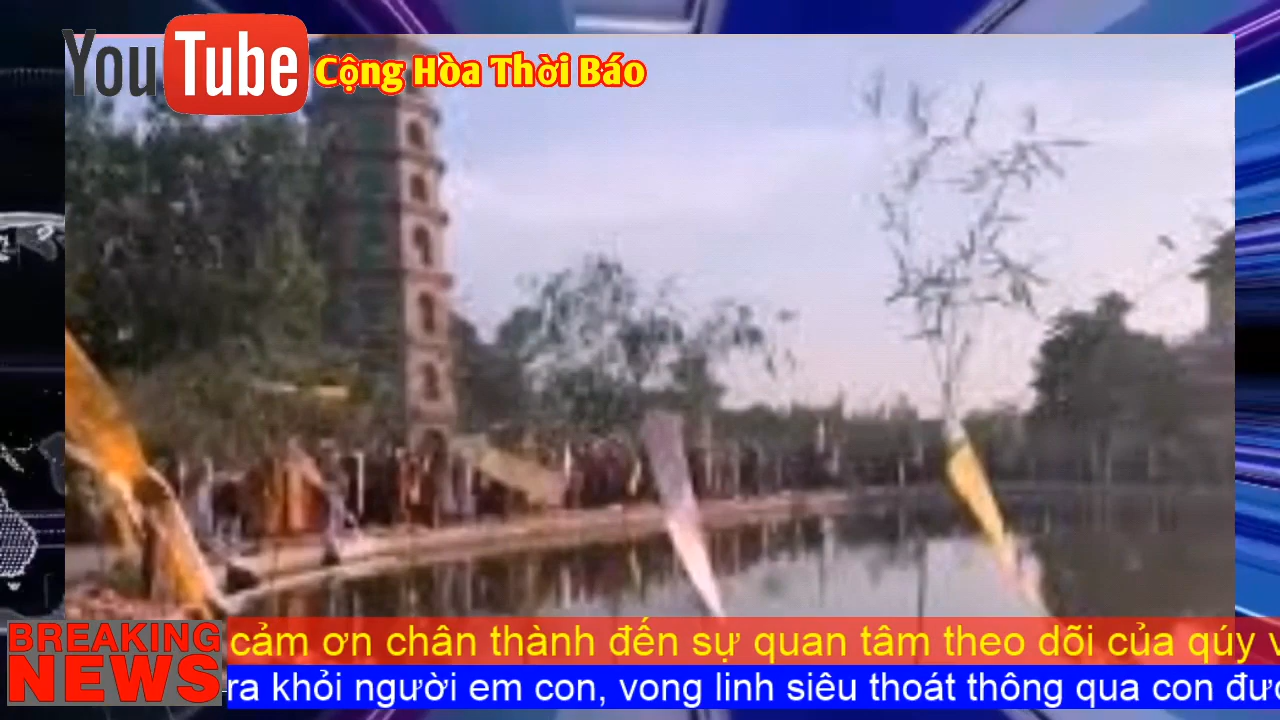 YouTube Cộng Hòa Thời Báo
BREAKING NEWS
cảm ơn chân thành đến sự quan tâm theo dõi của qúy
ra khỏi người em con, vong linh siêu thoát thông qua con